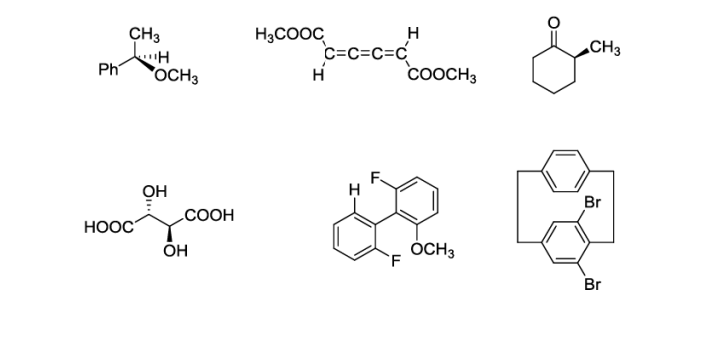 CH₃
Ph
H
OCH₃
H₃COOC
H
C=C=C=C
H
COOCH₃
O
CH₃
OH
HOOC
COOH
OH
H
F
F
OCH₃
Br
Br